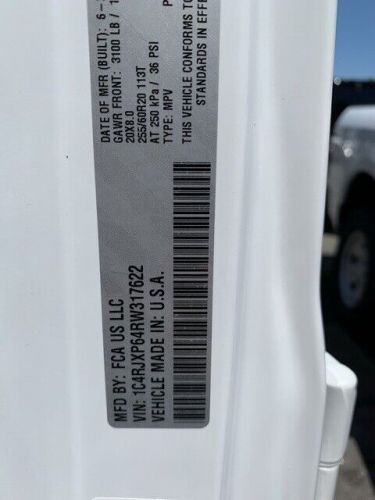 MFD BY: FCA US LLC
VIN: 1C4RJXP64RW317622
VEHICLE MADE IN U.S.A.
DATE OF MFR (BUILT): 6-
GAWR FRONT: 3100 LB /
20X8.0
255/60R20 113T
AT 250 kPa / 36 PSI
TYPE: MPV
THIS VEHICLE CONFORMS TO
STANDARDS IN EFFE